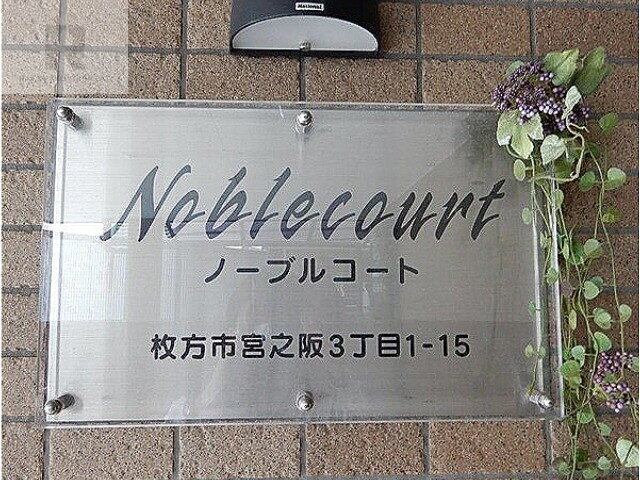 National
Noblecourt
ノーブルコート
枚方市宮之阪3丁目1-15